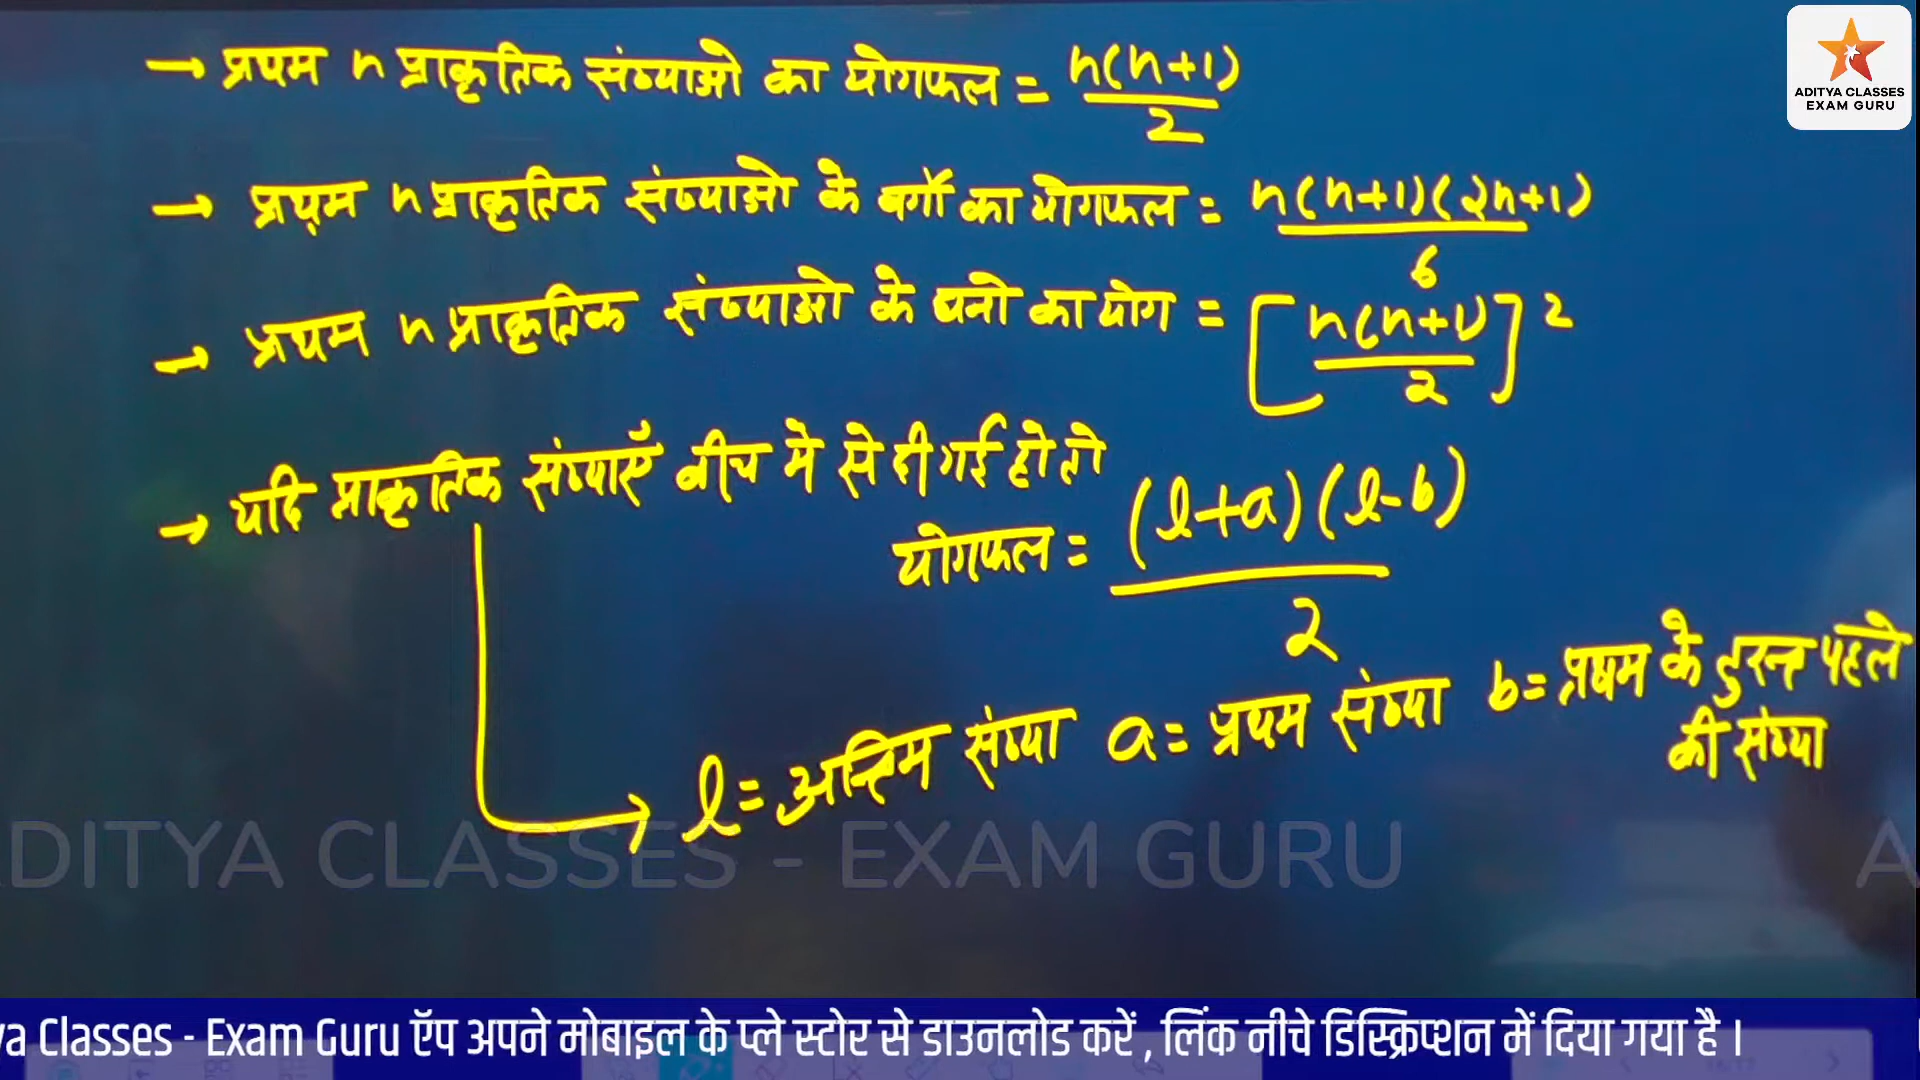 → प्रथम n प्राकृतिक संख्याओ का योगफल = n(n+1)/2
→ प्रथम n प्राकृतिक संख्याओ के वर्गों का योगफल = n(n+1)(2n+1)/6
→ प्रथम n प्राकृतिक संख्याओ के घनो का योग = [n(n+1)/2]²
→ यदि प्राकृतिक संख्याएँ बीच मे से दी गई हो तो
योगफल = (l+a)(l-b)/2
l = अन्तिम संख्या a = प्रथम संख्या b = प्रथम के तुरन्त पहले
की संख्या
ADITYA CLASSES
EXAM GURU
DITYA CLASSES - EXAM GURU A
ya Classes - Exam Guru ऍप अपने मोबाइल के प्ले स्टोर से डाउनलोड करें , लिंक नीचे डिस्क्रिप्शन में दिया गया है ।